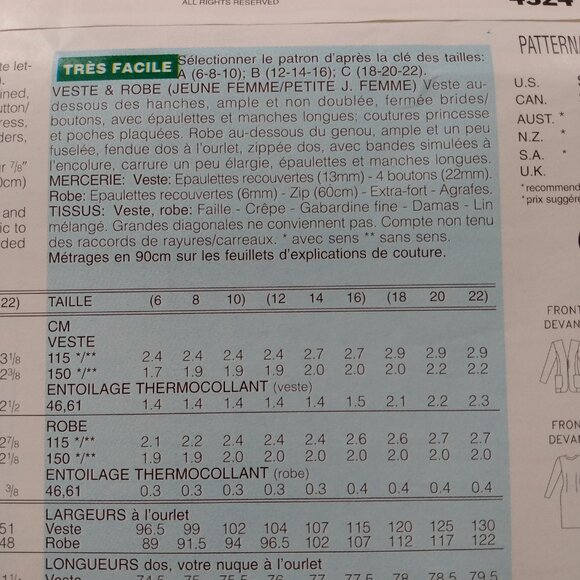 ALL RIGHTS RESERVED
TRÈS FACILE Sélectionner le patron d'après la clé des tailles:
A (6-8-10); B (12-14-16); C (18-20-22).
VESTE & ROBE (JEUNE FEMME/PETITE J. FEMME) Veste au-
dessous des hanches, ample et non doublée, fermée brides/
boutons, avec épaulettes et manches longues; coutures princesse
et poches plaquées. Robe au-dessous du genou, ample et un peu
fuselée, fendue dos à l'ourlet, zippée dos, avec bandes simulées à
l'encolure, carrure un peu élargie, épaulettes et manches longues.
MERCERIE: Veste: Epaulettes recouvertes (13mm) - 4 boutons (22mm).
Robe: Epaulettes recouvertes (6mm) - Zip (60cm) - Extra-fort - Agrafes.
TISSUS: Veste, robe: Faille - Crêpe - Gabardine fine - Damas - Lin
mélangé. Grandes diagonales ne conviennent pas. Compte non tenu
des raccords de rayures/carreaux. * avec sens ** sans sens.
Métrages en 90cm sur les feuillets d'explications de couture.
TAILLE (6 8 10) (12 14 16) (18 20 22)
CM
VESTE
115 */** 2.4 2.4 2.4 2.4 2.7 2.7 2.9 2.9 2.9
150 */** 1.7 1.9 1.9 1.9 2.0 2.0 2.0 2.2 2.2
ENTOILAGE THERMOCOLLANT (veste)
46,61 1.4 1.4 1.4 1.4 1.4 1.5 2.1 2.2 2.3
ROBE
115 */** 2.1 2.2 2.4 2.4 2.4 2.6 2.6 2.7 2.7
150 */** 1.9 1.9 2.0 2.0 2.0 2.0 2.0 2.0 2.0
ENTOILAGE THERMOCOLLANT (robe)
46,61 0.3 0.3 0.3 0.3 0.3 0.4 0.4 0.4 0.4
LARGEURS à l'ourlet
Veste 96.5 99 102 104 107 115 120 125 130
Robe 89 91.5 94 96.5 102 107 112 117 122
LONGUEURS dos, votre nuque à l'ourlet
PATTERN/
U.S.
CAN.
AUST. *
N.Z. *
S.A. *
U.K.
*recommend
*prix suggéré
FRONT
DEVAN
FRON
DEVAN